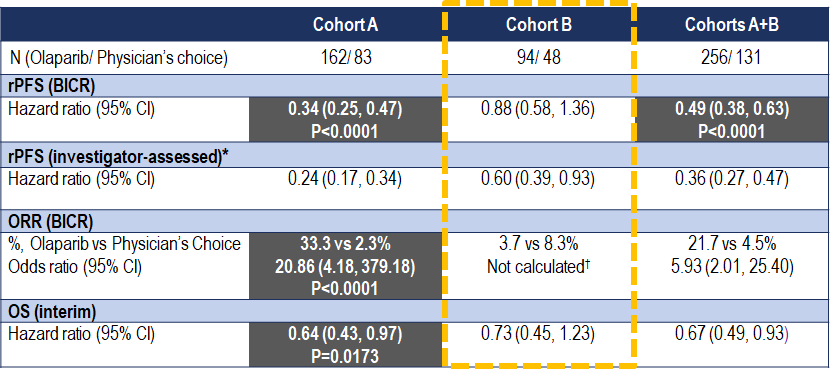 Cohort A Cohort B Cohorts A+B
N (Olaparib/ Physician's choice) 162/ 83 94/ 48 256/ 131
rPFS (BICR)
Hazard ratio (95% CI) 0.34 (0.25, 0.47) 0.88 (0.58, 1.36) 0.49 (0.38, 0.63)
P<0.0001 P<0.0001
rPFS (investigator-assessed)*
Hazard ratio (95% CI) 0.24 (0.17, 0.34) 0.60 (0.39, 0.93) 0.36 (0.27, 0.47)
ORR (BICR)
%, Olaparib vs Physician's Choice 33.3 vs 2.3% 3.7 vs 8.3% 21.7 vs 4.5%
Odds ratio (95% CI) 20.86 (4.18, 379.18) Not calculated† 5.93 (2.01, 25.40)
P<0.0001
OS (interim)
Hazard ratio (95% CI) 0.64 (0.43, 0.97) 0.73 (0.45, 1.23) 0.67 (0.49, 0.93)
P=0.0173